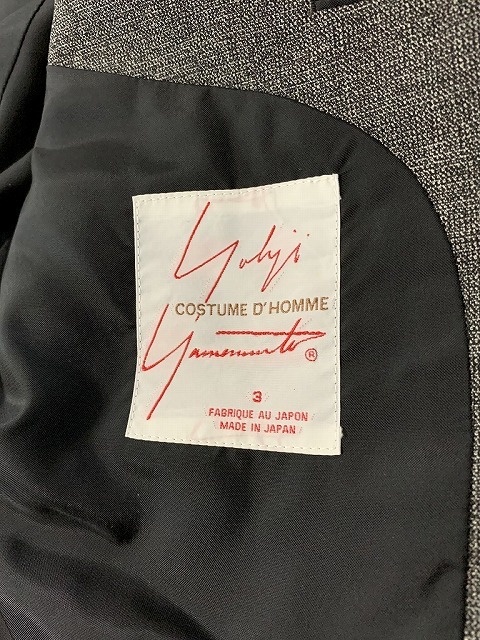 Yohji
COSTUME D'HOMME
Yamamoto ®
3
FABRIQUE AU JAPON
MADE IN JAPAN